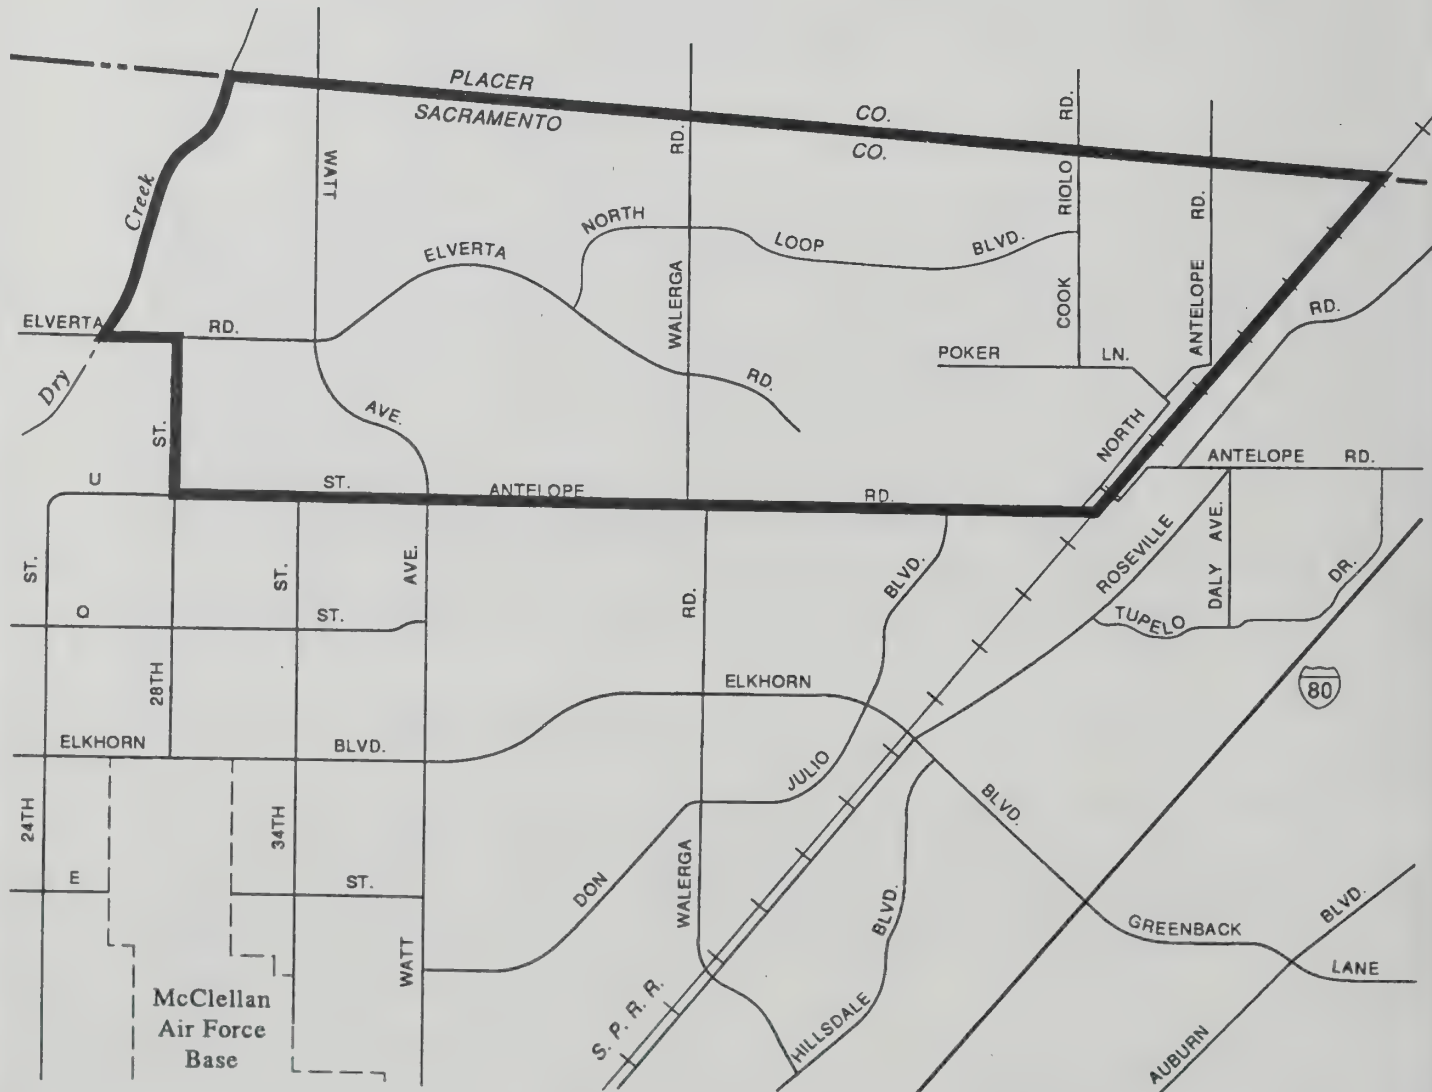 PLACER
SACRAMENTO
CO.
CO.
WATT
AVE.
Creek
Dry
ELVERTA
RD.
ELVERTA
RD.
NORTH
LOOP
BLVD.
WALERGA
RD.
COOK
RIOLO
RD.
ANTELOPE
RD.
POKER
LN.
NORTH
RD.
ANTELOPE
RD.
ST.
U
ST.
ANTELOPE
RD.
ST.
ST.
AVE.
RD.
BLVD.
ROSEVILLE
DALY AVE.
TUPELO
DR.
Q
ST.
28TH
80
ELKHORN
ELKHORN
BLVD.
JULIO
BLVD.
24TH
34TH
E
ST.
DON
WALERGA
BLVD.
GREENBACK
BLVD.
LANE
WATT
McClellan
Air Force
Base
S. P. R. R.
HILLSDALE
AUBURN